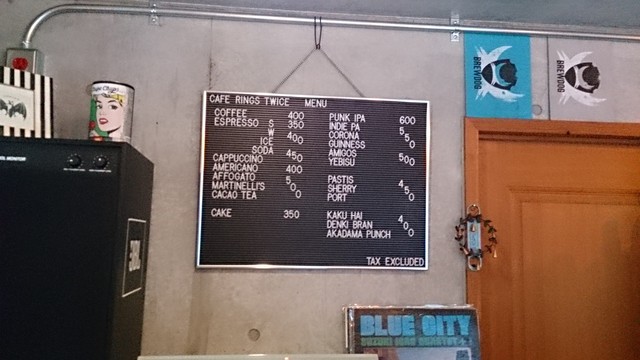 CAFE RINGS TWICE MENU
COFFEE 400
ESPRESSO S 350
W 400
ICE
SODA 450
CAPPUCCINO
AMERICANO 400
AFFOGATO 500
MARTINELLI'S
CACAO TEA
CAKE 350
PUNK IPA 600
INDIE PA 550
CORONA
GUINNESS
AMIGOS 500
YEBISU
PASTIS 450
SHERRY
PORT
KAKU HAI 400
DENKI BRAN
AKADAMA PUNCH
TAX EXCLUDED
BREWDOG
BREWDOG
BLUE CITY